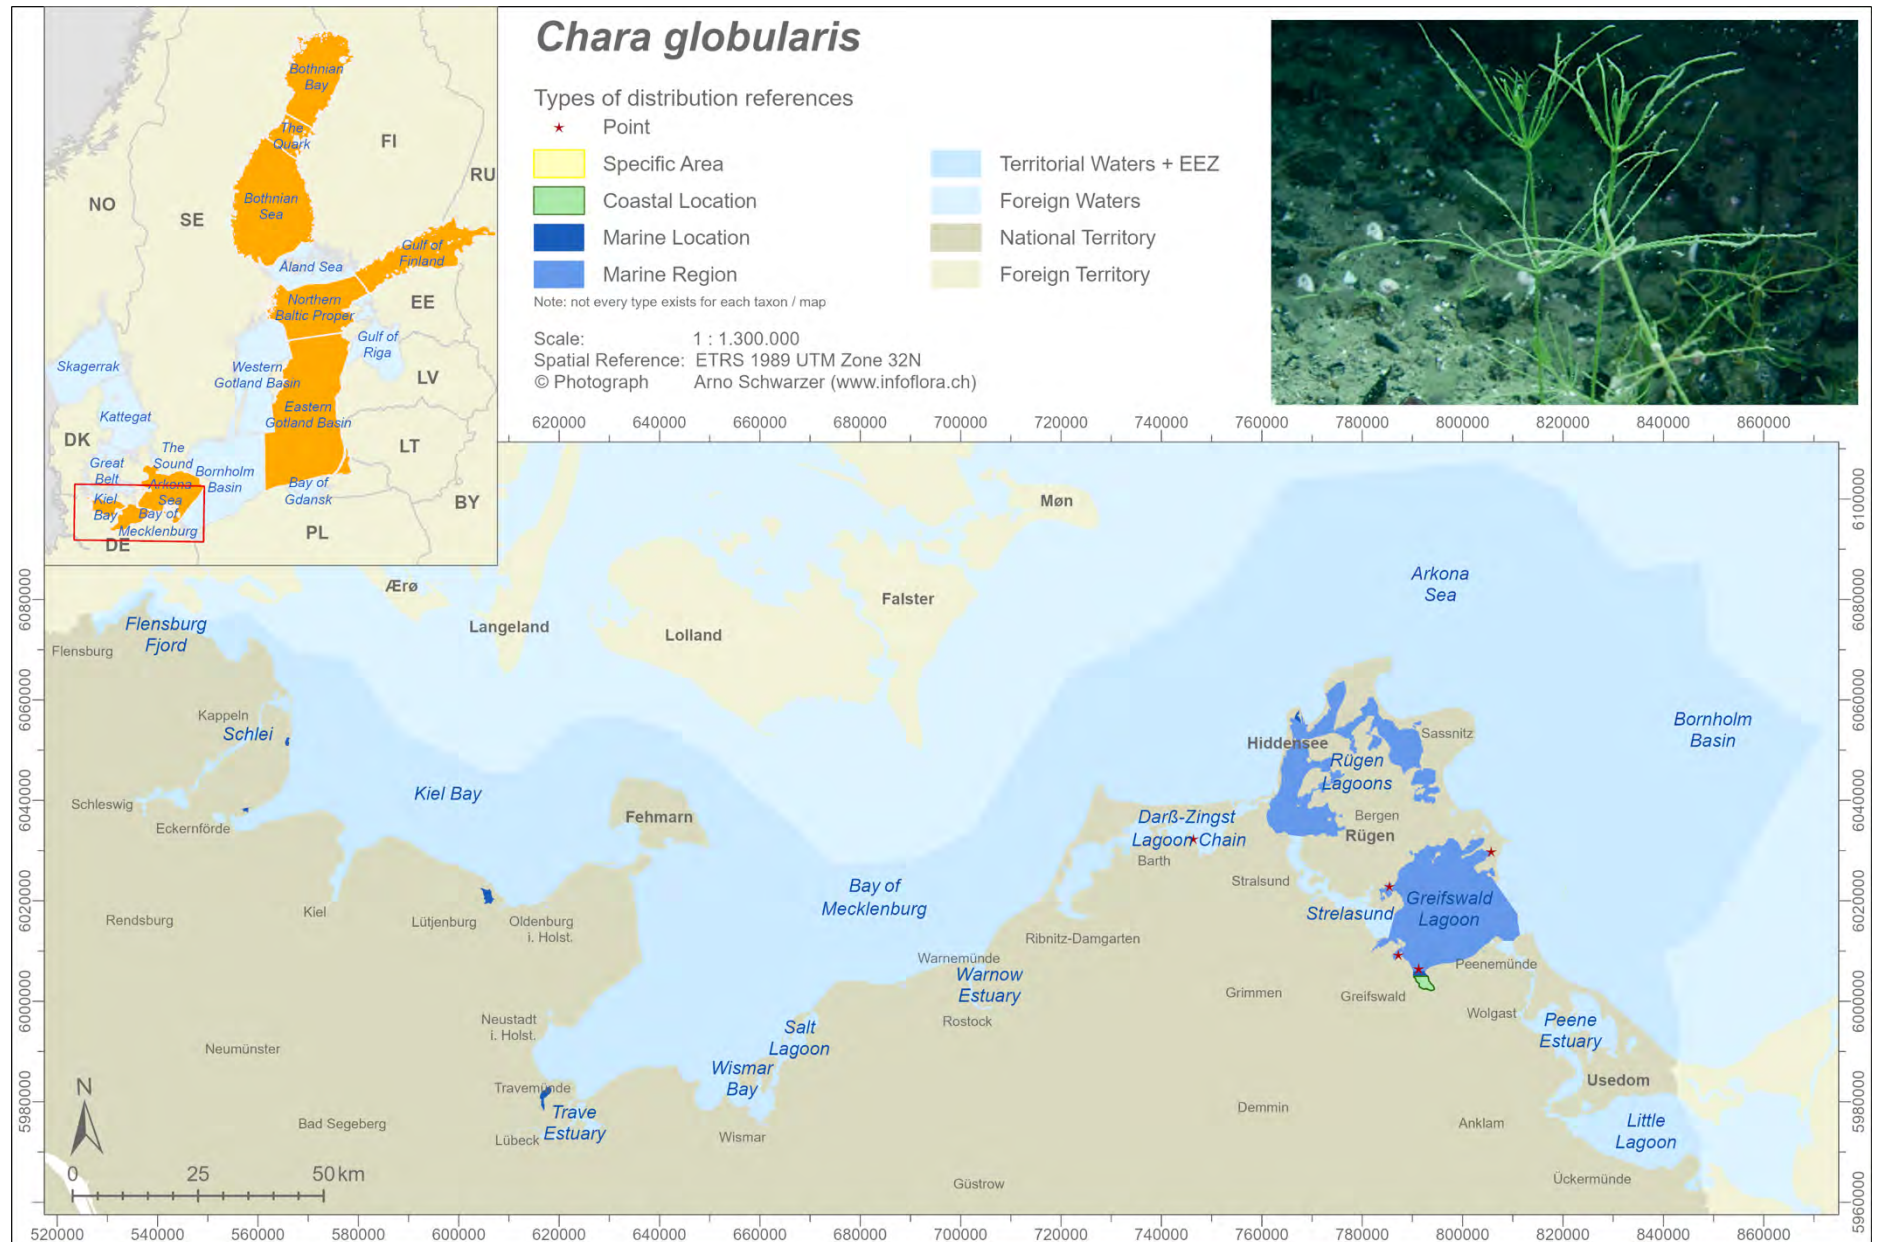 Chara globularis
Types of distribution references
Point
Specific Area
Coastal Location
Marine Location
Marine Region
Territorial Waters + EEZ
Foreign Waters
National Territory
Foreign Territory
Note: not every type exists for each taxon / map
Scale: 1 : 1.300.000
Spatial Reference: ETRS 1989 UTM Zone 32N
© Photograph Arno Schwarzer (www.infoflora.ch)
Bothnian
Bay
The
Quark
FI
RU
NO
SE
Bothnian
Sea
Gulf of
Finland
Åland Sea
Northern
Baltic Proper
EE
Gulf of
Riga
Skagerrak
Western
Gotland Basin
LV
Kattegat
Eastern
Gotland Basin
DK
LT
The
Sound
Great
Belt
Bornholm
Basin
Arkona
Sea
Kiel
Bay
Bay of
Mecklenburg
Bay of
Gdansk
BY
PL
DE
620000 640000 660000 680000 700000 720000 740000 760000 780000 800000 820000 840000 860000
Møn
Ærø
Langeland
Lolland
Falster
Arkona
Sea
Flensburg
Fjord
Flensburg
Kappeln
Schlei
Schleswig
Eckernförde
Kiel Bay
Fehmarn
Hiddensee
Sassnitz
Rügen
Lagoons
Bornholm
Basin
Darß-Zingst
Lagoon Chain
Barth
Bergen
Rügen
Stralsund
Strelasund
Greifswald
Lagoon
Bay of
Mecklenburg
Rendsburg
Kiel
Lütjenburg
Oldenburg
i. Holst.
Ribnitz-Damgarten
Warnemünde
Warnow
Estuary
Rostock
Peenemünde
Greifswald
Grimmen
Wolgast
Peene
Estuary
Usedom
Neustadt
i. Holst.
Neumünster
Salt
Lagoon
Wismar
Bay
Travemünde
Trave
Estuary
Lübeck
Bad Segeberg
Wismar
Demmin
Anklam
Little
Lagoon
Ückermünde
Güstrow
N
0 25 50 km
6080000
6060000
6040000
6020000
6000000
5980000
6100000
6080000
6060000
6040000
6020000
6000000
5980000
5960000
520000 540000 560000 580000 600000 620000 640000 660000 680000 700000 720000 740000 760000 780000 800000 820000 840000 860000